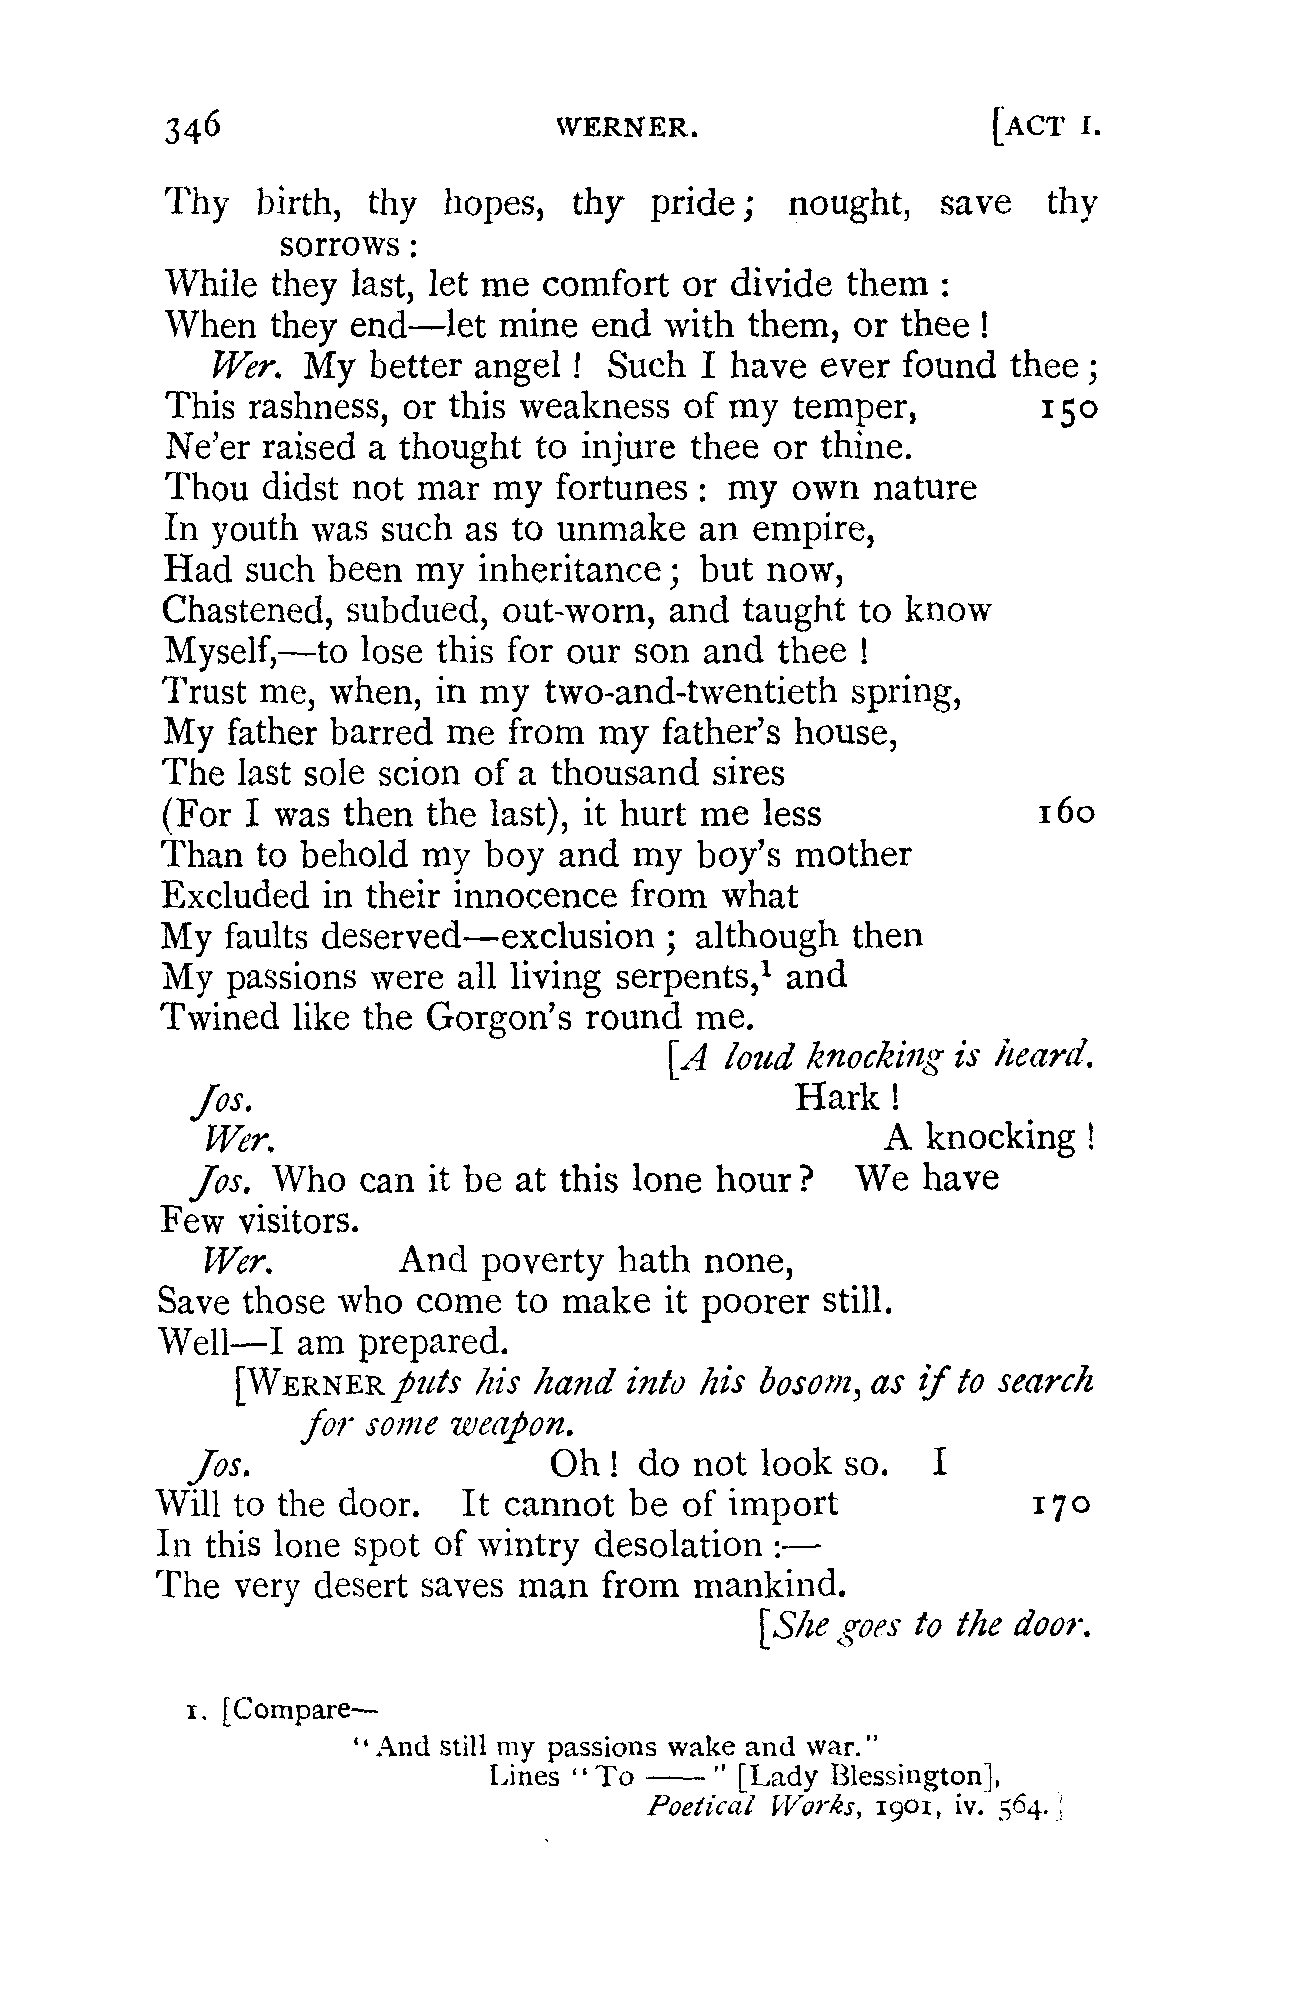 346 WERNER. [ACT I.
Thy birth, thy hopes, thy pride; nought, save thy
sorrows:
While they last, let me comfort or divide them:
When they end—let mine end with them, or thee!
Wer. My better angel! Such I have ever found thee;
This rashness, or this weakness of my temper, 150
Ne'er raised a thought to injure thee or thine.
Thou didst not mar my fortunes: my own nature
In youth was such as to unmake an empire,
Had such been my inheritance; but now,
Chastened, subdued, out-worn, and taught to know
Myself,—to lose this for our son and thee!
Trust me, when, in my two-and-twentieth spring,
My father barred me from my father's house,
The last sole scion of a thousand sires
(For I was then the last), it hurt me less 160
Than to behold my boy and my boy's mother
Excluded in their innocence from what
My faults deserved—exclusion; although then
My passions were all living serpents,¹ and
Twined like the Gorgon's round me.
[A loud knocking is heard.
Jos. Hark!
Wer. A knocking!
Jos. Who can it be at this lone hour? We have
Few visitors.
Wer. And poverty hath none,
Save those who come to make it poorer still.
Well—I am prepared.
[WERNER puts his hand into his bosom, as if to search
for some weapon.
Jos. Oh! do not look so. I
Will to the door. It cannot be of import 170
In this lone spot of wintry desolation:—
The very desert saves man from mankind.
[She goes to the door.
1. [Compare—
"And still my passions wake and war."
Lines "To ——" [Lady Blessington],
Poetical Works, 1901, iv. 564.]